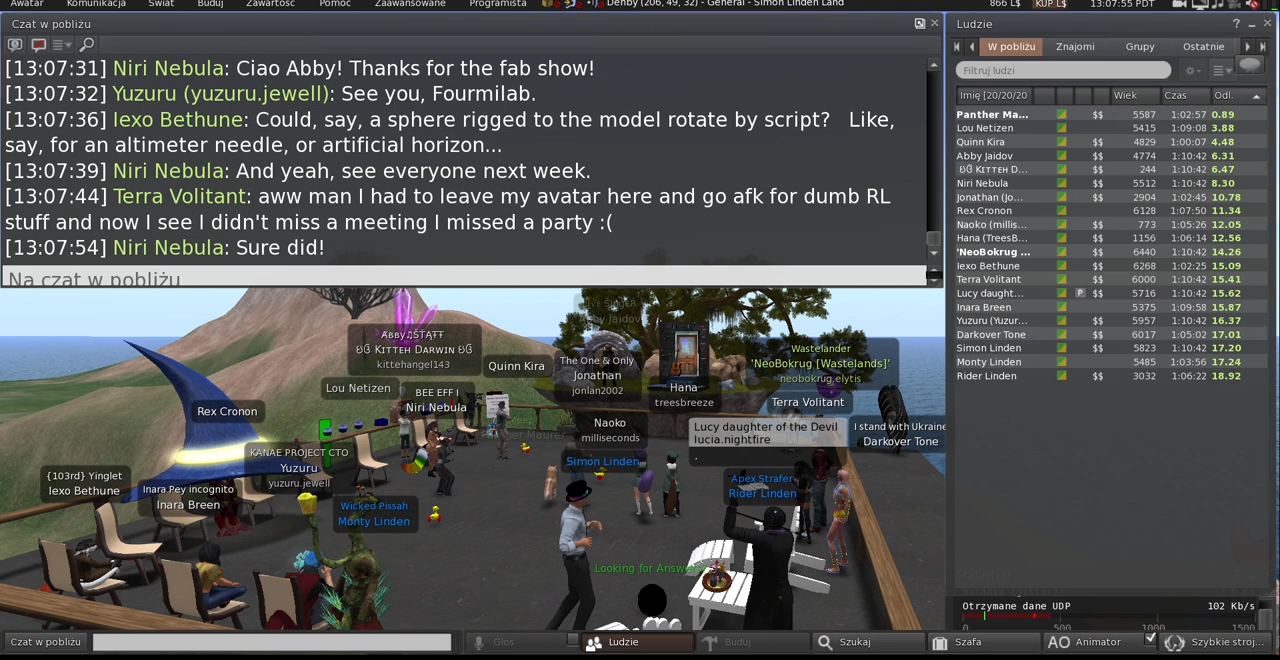 Awatar Komunikacja Świat Buduj Zawartość Pomoc Zaawansowane Programista Denby (206, 49, 32) - General - Simon Linden Land 866 L$ KUP L$ 13:07:55 PDT
Czat w pobliżu
[13:07:31] Niri Nebula: Ciao Abby! Thanks for the fab show!
[13:07:32] Yuzuru (yuzuru.jewell): See you, Fourmilab.
[13:07:36] Iexo Bethune: Could, say, a sphere rigged to the model rotate by script? Like,
say, for an altimeter needle, or artificial horizon...
[13:07:39] Niri Nebula: And yeah, see everyone next week.
[13:07:44] Terra Volitant: aww man I had to leave my avatar here and go afk for dumb RL
stuff and now I see I didn't miss a meeting I missed a party :(
[13:07:54] Niri Nebula: Sure did!
Na czat w pobliżu
Ludzie
W pobliżu Znajomi Grupy Ostatnie
Filtruj ludzi
Imię [20/20/20 Wiek Czas Odl.
Panther Ma... $$ 5587 1:02:57 0.89
Lou Netizen 5415 1:09:08 3.88
Quinn Kira $$ 4829 1:00:07 4.48
Abby Jaidov $$ 4774 1:10:42 6.31
ცც Kɪᴛᴛᴇʜ D... $$ 244 1:10:42 6.47
Niri Nebula $$ 5512 1:10:42 8.30
Jonathan (jo... $$ 2904 1:02:45 10.78
Rex Cronon 6128 1:07:50 11.34
Naoko (millis... $$ 773 1:05:26 12.05
Hana (TreesB... $$ 1156 1:06:14 12.56
'NeoBokrug ... $$ 6440 1:10:42 14.26
Iexo Bethune $$ 6268 1:02:25 15.09
Terra Volitant $$ 6000 1:10:42 15.41
Lucy daught... P $$ 5716 1:10:42 15.62
Inara Breen 5375 1:09:58 15.87
Yuzuru (Yuzur... $$ 5957 1:10:42 16.37
Darkover Tone $$ 6017 1:05:02 17.01
Simon Linden $$ 5823 1:10:42 17.20
Monty Linden 5485 1:03:56 17.24
Rider Linden $$ 3032 1:06:22 18.92
Kɪᴛᴛᴇʜ Dᴀʀᴡɪɴ
kittehangel143
Quinn Kira
The One & Only
Jonathan
jonlan2002
Hana
treesbreeze
Wastelander
'NeoBokrug [Wastelands]'
neobokrug.elytis
Terra Volitant
Lou Netizen
BEE EFF I
Niri Nebula
Rex Cronon
Naoko
milliseconds
Panther Maurer
Lucy daughter of the Devil
lucia.nightfire
.
I stand with Ukraine
Darkover Tone
KANAE PROJECT CTO
Yuzuru
yuzuru.jewell
Simon Linden
{103rd} Yinglet
Iexo Bethune
Inara Pey incognito
Inara Breen
Wicked Pissah
Monty Linden
Apex Strafer
Rider Linden
Looking for Answers
Otrzymane dane UDP 102 Kb/s
0 500 1000 1500
Czat w pobliżu Głos Ludzie Buduj Szukaj Szafa AO Animator Szybkie stroj...